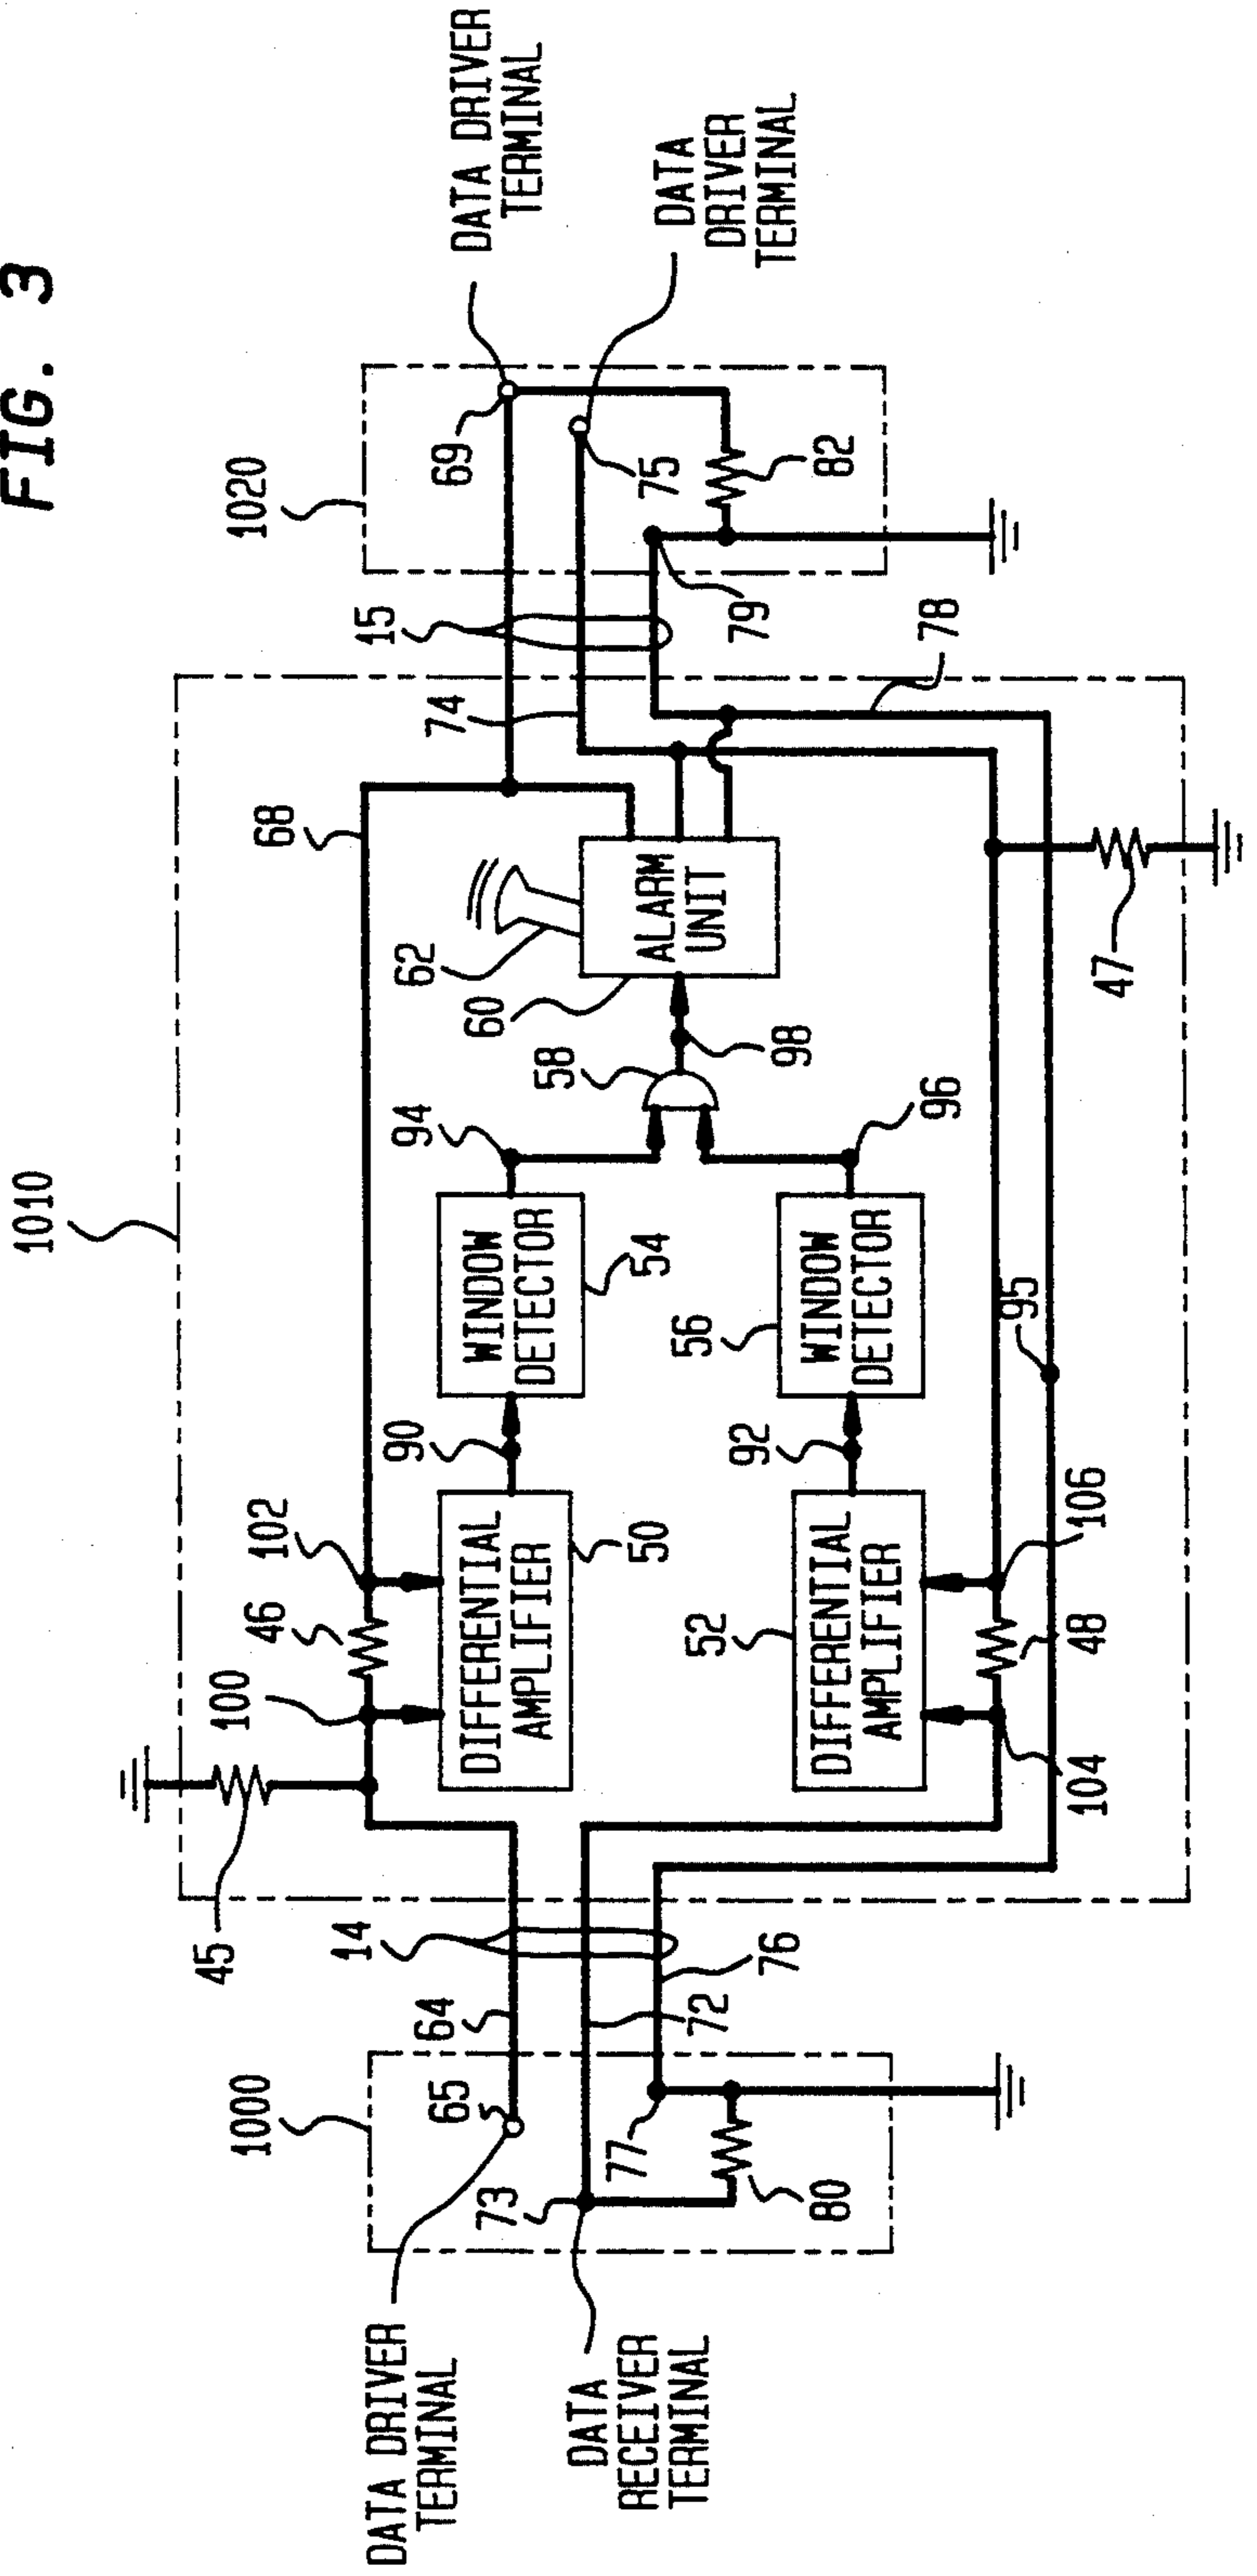 FIG. 3
1010
1000
1020
DATA DRIVER
TERMINAL
65
64
14
45
100
46
102
68
69
DATA DRIVER
TERMINAL
DATA
RECEIVER
TERMINAL
73
72
76
77
80
DIFFERENTIAL
AMPLIFIER
50
90
WINDOW
DETECTOR
54
94
58
98
60
62
ALARM
UNIT
74
15
75
DATA
DRIVER
TERMINAL
79
82
78
DIFFERENTIAL
AMPLIFIER
52
92
WINDOW
DETECTOR
56
96
104
48
106
95
47